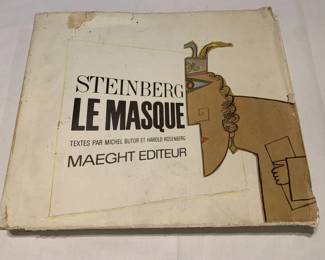 STEINBERG
LE MASQUE
TEXTES PAR MICHEL BUTOR ET HAROLD ROSENBERG
MAEGHT EDITEUR